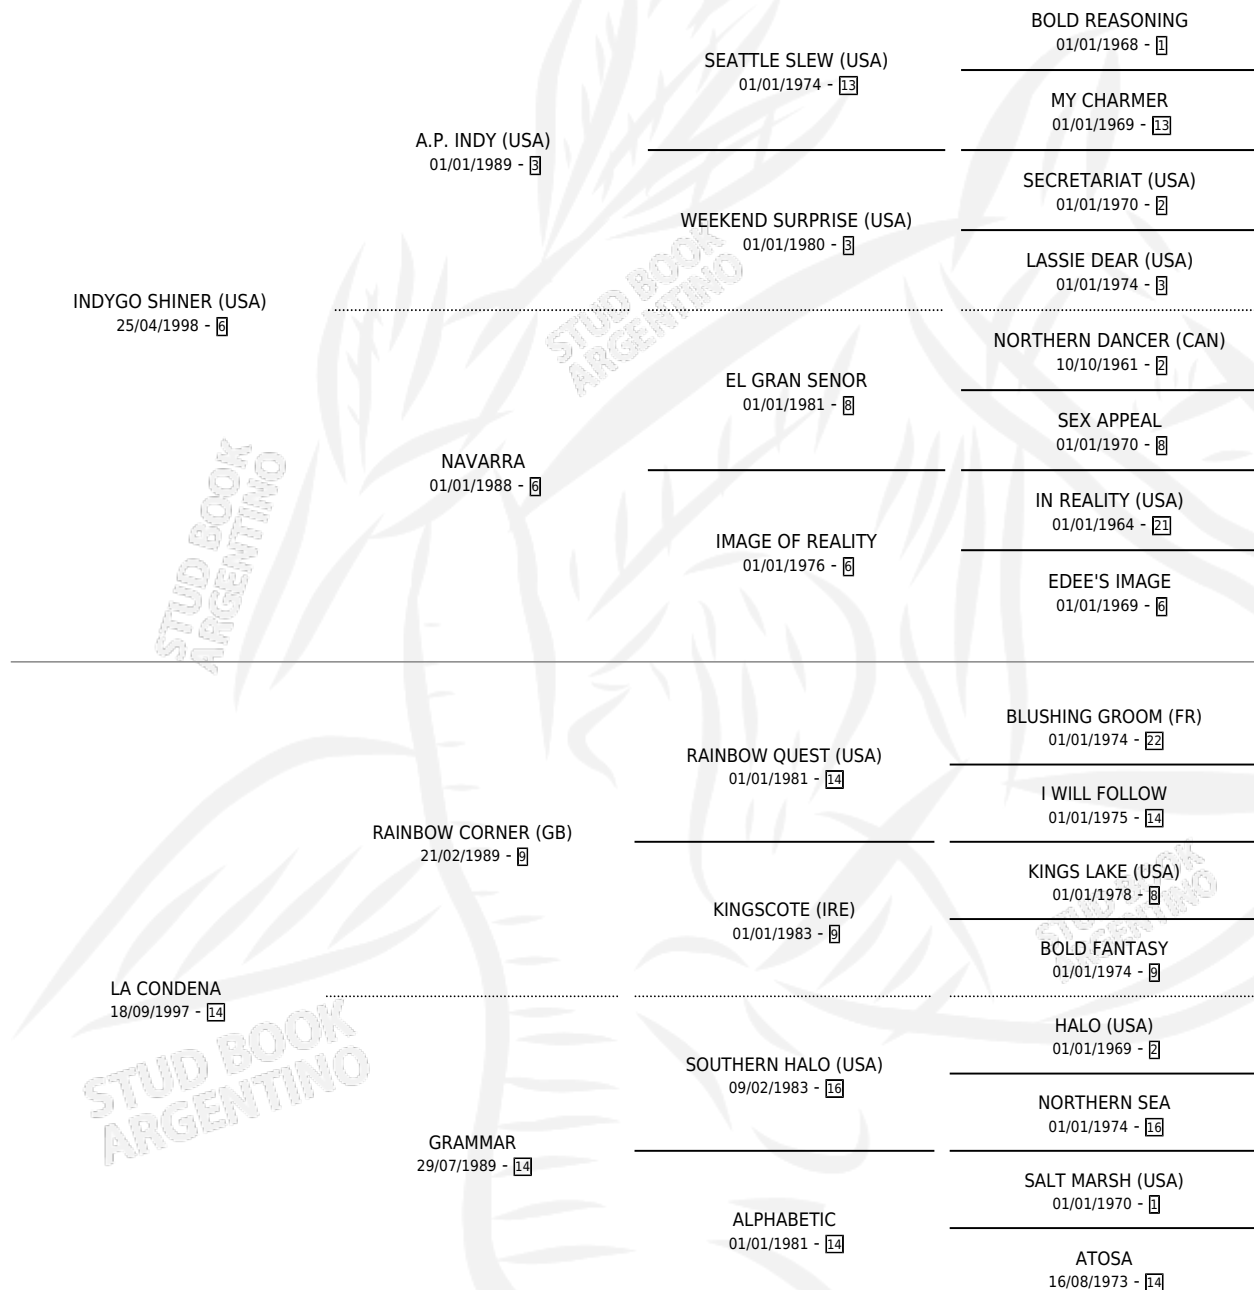 BOLD REASONING
01/01/1968 - 1
SEATTLE SLEW (USA)
01/01/1974 - 13
MY CHARMER
01/01/1969 - 13
A.P. INDY (USA)
01/01/1989 - 3
SECRETARIAT (USA)
01/01/1970 - 2
WEEKEND SURPRISE (USA)
01/01/1980 - 3
LASSIE DEAR (USA)
01/01/1974 - 3
INDYGO SHINER (USA)
25/04/1998 - 6
NORTHERN DANCER (CAN)
10/10/1961 - 2
EL GRAN SENOR
01/01/1981 - 8
SEX APPEAL
01/01/1970 - 8
NAVARRA
01/01/1988 - 6
IN REALITY (USA)
01/01/1964 - 21
IMAGE OF REALITY
01/01/1976 - 6
EDEE'S IMAGE
01/01/1969 - 6
BLUSHING GROOM (FR)
01/01/1974 - 22
RAINBOW QUEST (USA)
01/01/1981 - 14
I WILL FOLLOW
01/01/1975 - 14
RAINBOW CORNER (GB)
21/02/1989 - 9
KINGS LAKE (USA)
01/01/1978 - 8
KINGSCOTE (IRE)
01/01/1983 - 9
BOLD FANTASY
01/01/1974 - 9
LA CONDENA
18/09/1997 - 14
HALO (USA)
01/01/1969 - 2
SOUTHERN HALO (USA)
09/02/1983 - 16
NORTHERN SEA
01/01/1974 - 16
GRAMMAR
29/07/1989 - 14
SALT MARSH (USA)
01/01/1970 - 1
ALPHABETIC
01/01/1981 - 14
ATOSA
16/08/1973 - 14
STUD BOOK
ARGENTINO
STUD BOOK
ARGENTINO
STUD BOOK
ARGENTINO
STUD BOOK
ARGENTINO